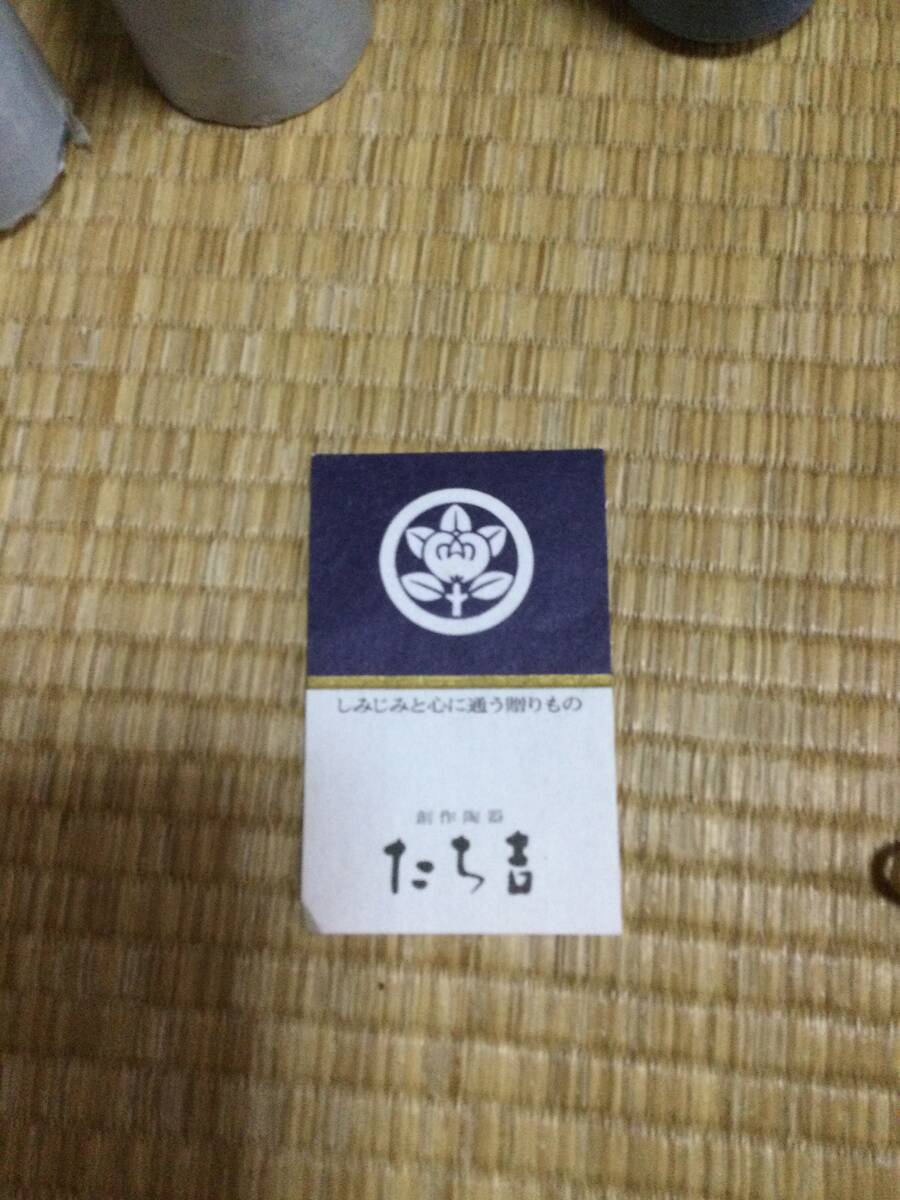 しみじみと心に通う贈りもの
創作陶器
たち吉